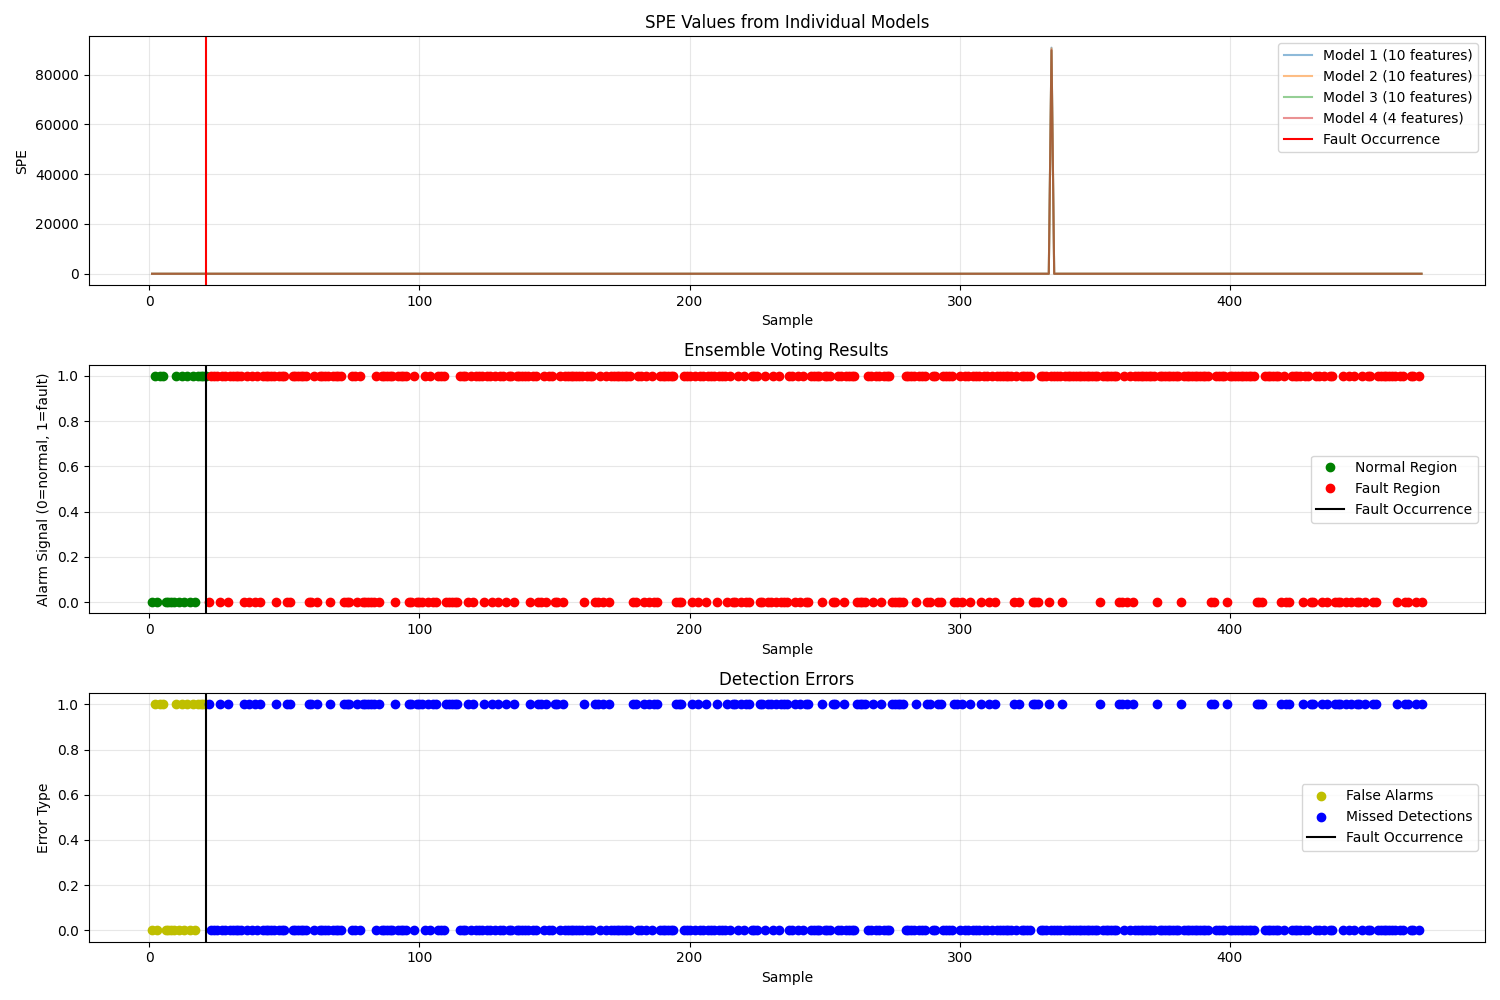 SPE Values from Individual Models
SPE
80000
60000
40000
20000
0
Model 1 (10 features)
Model 2 (10 features)
Model 3 (10 features)
Model 4 (4 features)
Fault Occurrence
0 100 200 300 400
Sample
Ensemble Voting Results
Alarm Signal (0=normal, 1=fault)
1.0
0.8
0.6
0.4
0.2
0.0
Normal Region
Fault Region
Fault Occurrence
0 100 200 300 400
Sample
Detection Errors
Error Type
1.0
0.8
0.6
0.4
0.2
0.0
False Alarms
Missed Detections
Fault Occurrence
0 100 200 300 400
Sample